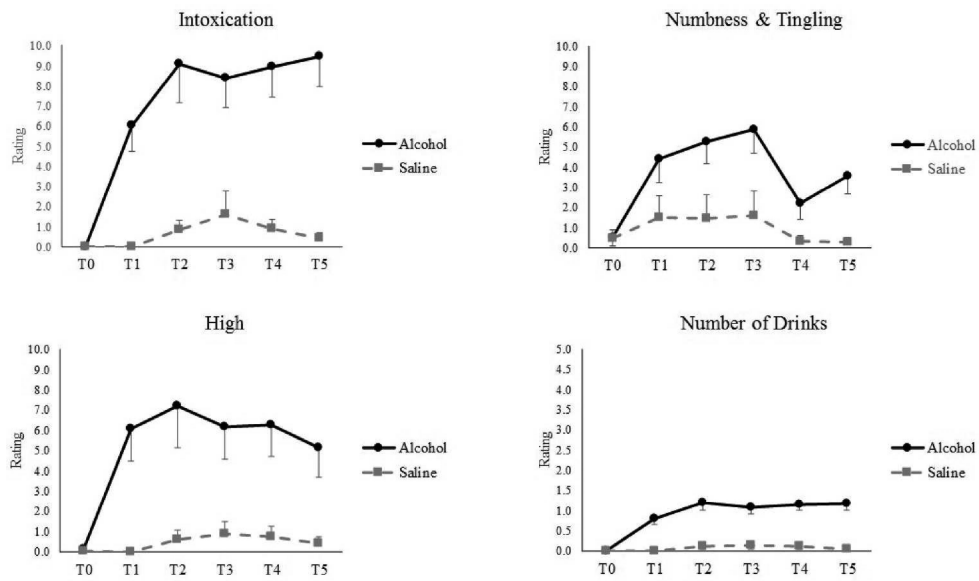 Intoxication
10.0
9.0
8.0
7.0
6.0
5.0
4.0
3.0
2.0
1.0
0.0
Rating
T0 T1 T2 T3 T4 T5
Alcohol
Saline
Numbness & Tingling
10.0
9.0
8.0
7.0
6.0
5.0
4.0
3.0
2.0
1.0
0.0
Rating
T0 T1 T2 T3 T4 T5
Alcohol
Saline
High
10.0
9.0
8.0
7.0
6.0
5.0
4.0
3.0
2.0
1.0
0.0
Rating
T0 T1 T2 T3 T4 T5
Alcohol
Saline
Number of Drinks
5.0
4.5
4.0
3.5
3.0
2.5
2.0
1.5
1.0
0.5
0.0
Rating
T0 T1 T2 T3 T4 T5
Alcohol
Saline